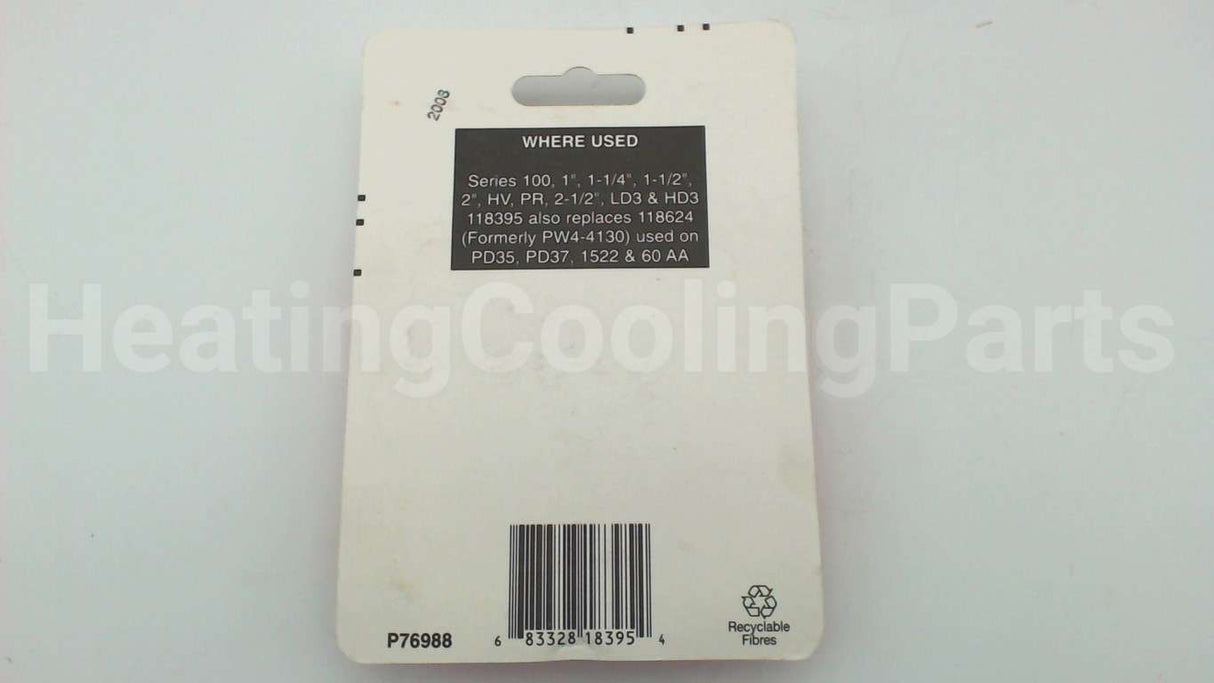 2008
WHERE USED
Series 100, 1", 1-1/4", 1-1/2",
2", HV, PR, 2-1/2", LD3 & HD3
118395 also replaces 118624
(Formerly PW4-4130) used on
PD35, PD37, 1522 & 60 AA
HeatingCoolingParts
P76988
6 83328 18395 4
Recyclable
Fibres